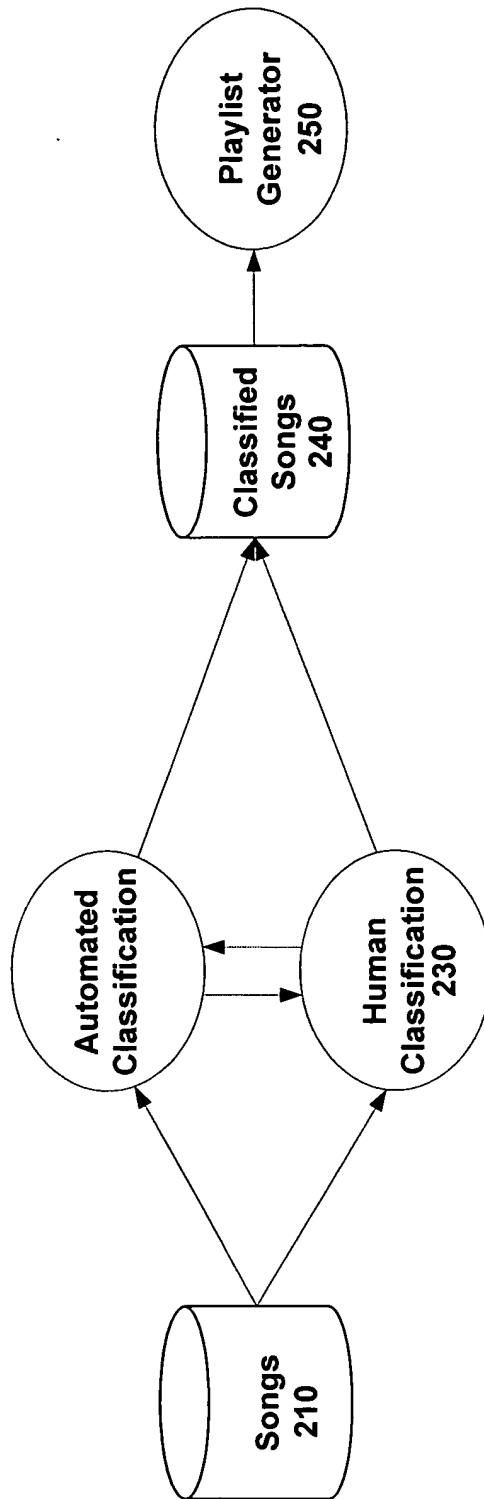 Songs
210
Automated
Classification
Human
Classification
230
Classified
Songs
240
Playlist
Generator
250